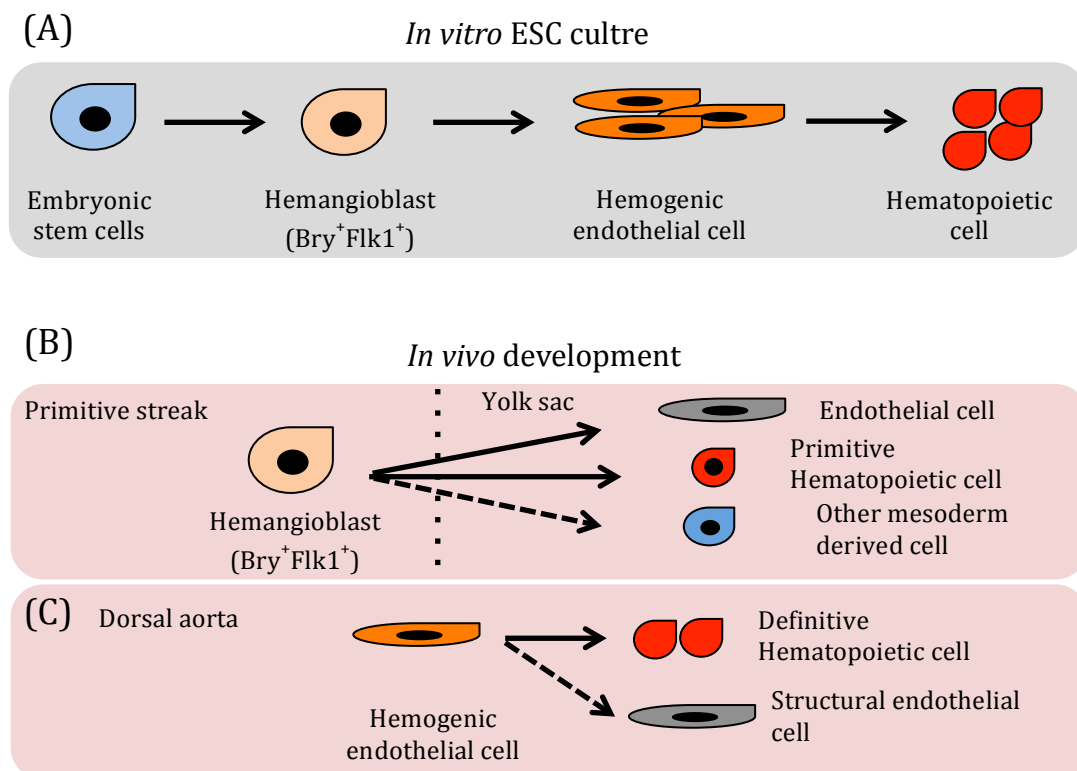 (A)
In vitro ESC cultre
Embryonic
stem cells
Hemangioblast
(Bry⁺Flk1⁺)
Hemogenic
endothelial cell
Hematopoietic
cell
(B)
In vivo development
Primitive streak
Yolk sac
Hemangioblast
(Bry⁺Flk1⁺)
Endothelial cell
Primitive
Hematopoietic cell
Other mesoderm
derived cell
(C)
Dorsal aorta
Hemogenic
endothelial cell
Definitive
Hematopoietic cell
Structural endothelial
cell